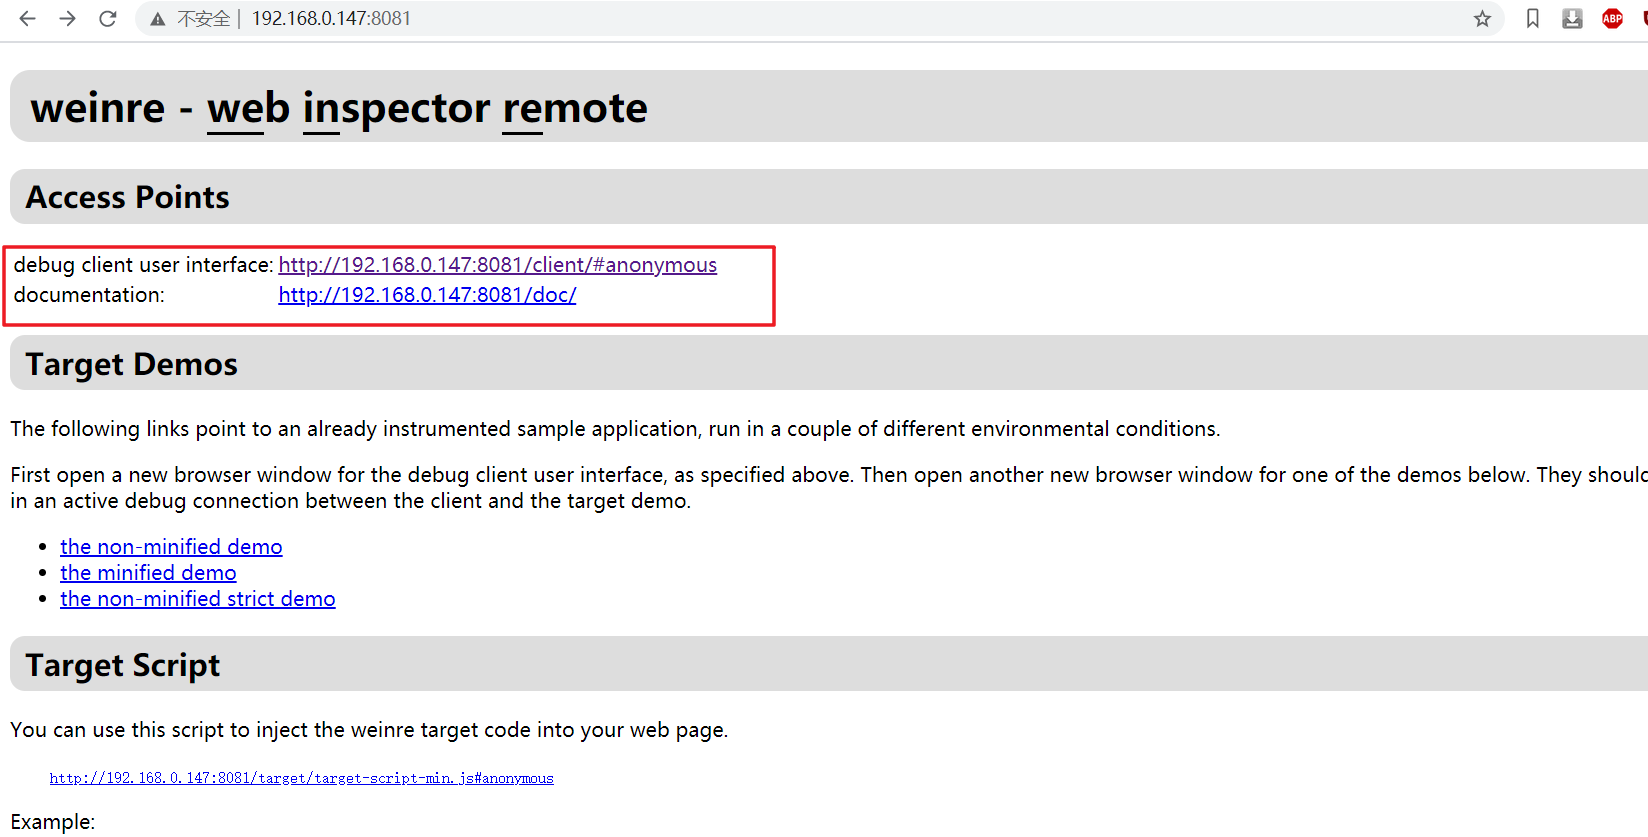 不安全 | 192.168.0.147:8081
ABP
weinre - web inspector remote
Access Points
debug client user interface: http://192.168.0.147:8081/client/#anonymous
documentation: http://192.168.0.147:8081/doc/
Target Demos
The following links point to an already instrumented sample application, run in a couple of different environmental conditions.
First open a new browser window for the debug client user interface, as specified above. Then open another new browser window for one of the demos below. They should
in an active debug connection between the client and the target demo.
• the non-minified demo
• the minified demo
• the non-minified strict demo
Target Script
You can use this script to inject the weinre target code into your web page.
http://192.168.0.147:8081/target/target-script-min.js#anonymous
Example: